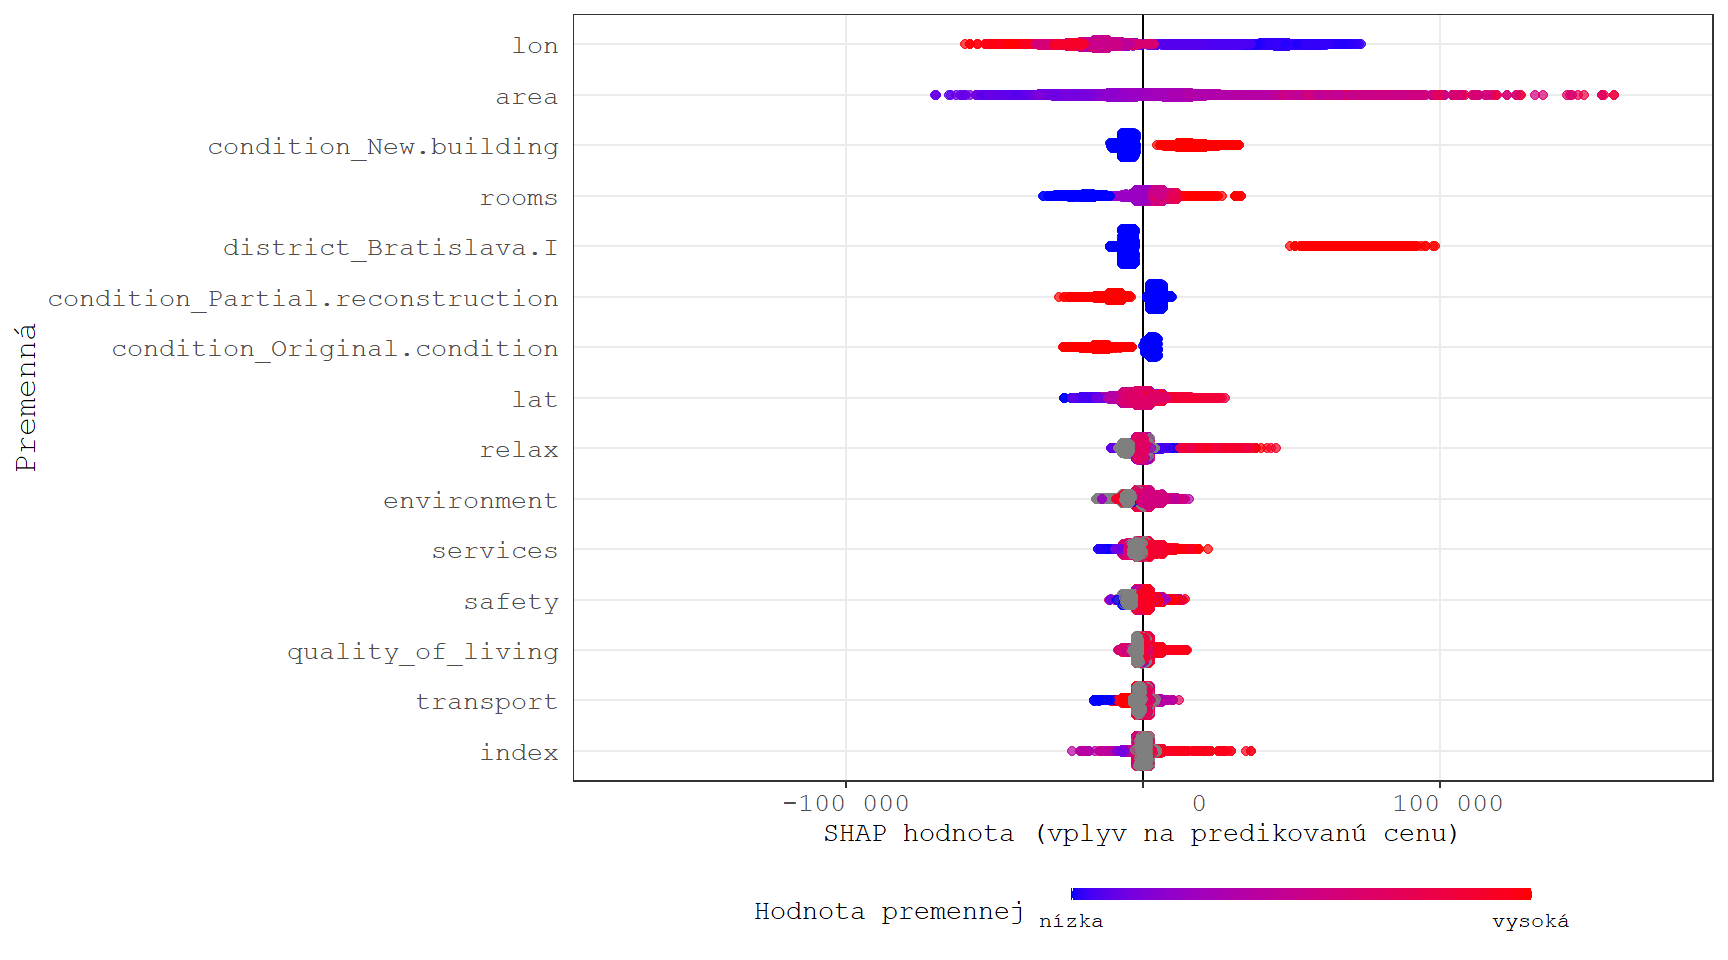 Premenná
lon
area
condition_New.building
rooms
district_Bratislava.I
condition_Partial.reconstruction
condition_Original.condition
lat
relax
environment
services
safety
quality_of_living
transport
index
-100 000 0 100 000
SHAP hodnota (vplyv na predikovanú cenu)
Hodnota premennej
nízka vysoká